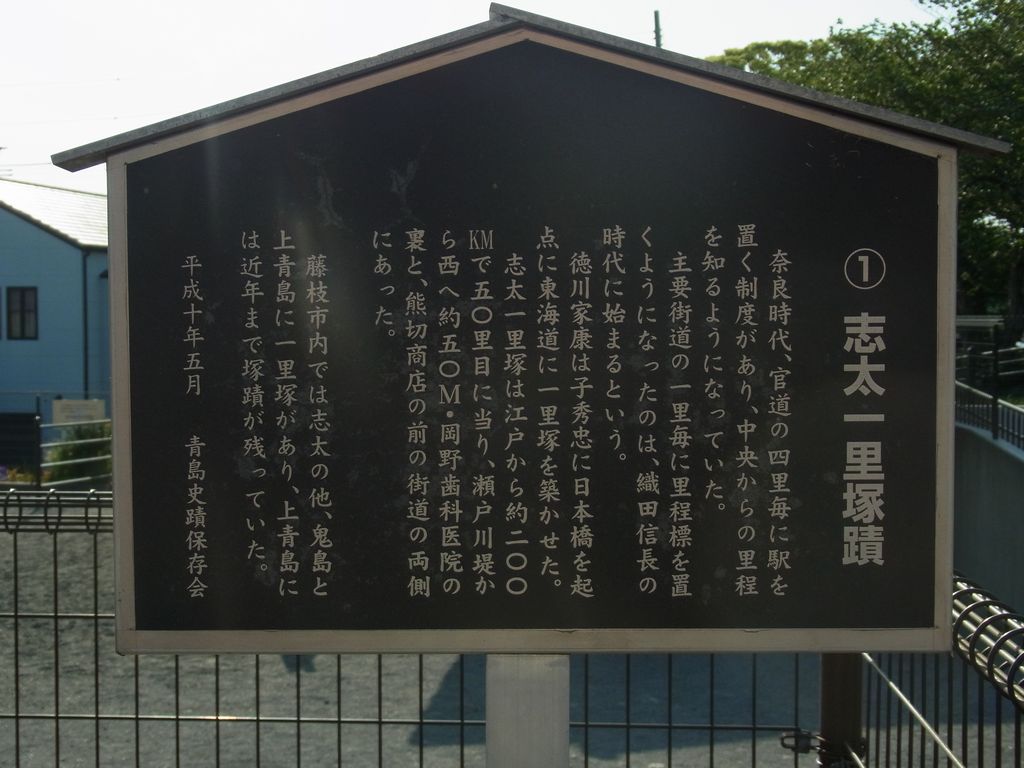 ① 志太一里塚蹟
奈良時代、官道の四里毎に駅を
置く制度があり、中央からの里程
を知るようになっていた。
主要街道の一里毎に里程標を置
くようになったのは、織田信長の
時代に始まるという。
徳川家康は子秀忠に日本橋を起
点に東海道に一里塚を築かせた。
志太一里塚は江戸から約二〇〇
KMで五〇里目に当り、瀬戸川堤か
ら西へ約五〇M・岡野歯科医院の
裏と、熊切商店の前の街道の両側
にあった。
藤枝市内では志太の他、鬼島と
上青島に一里塚があり、上青島に
は近年まで塚蹟が残っていた。
平成十年五月 青島史蹟保存会